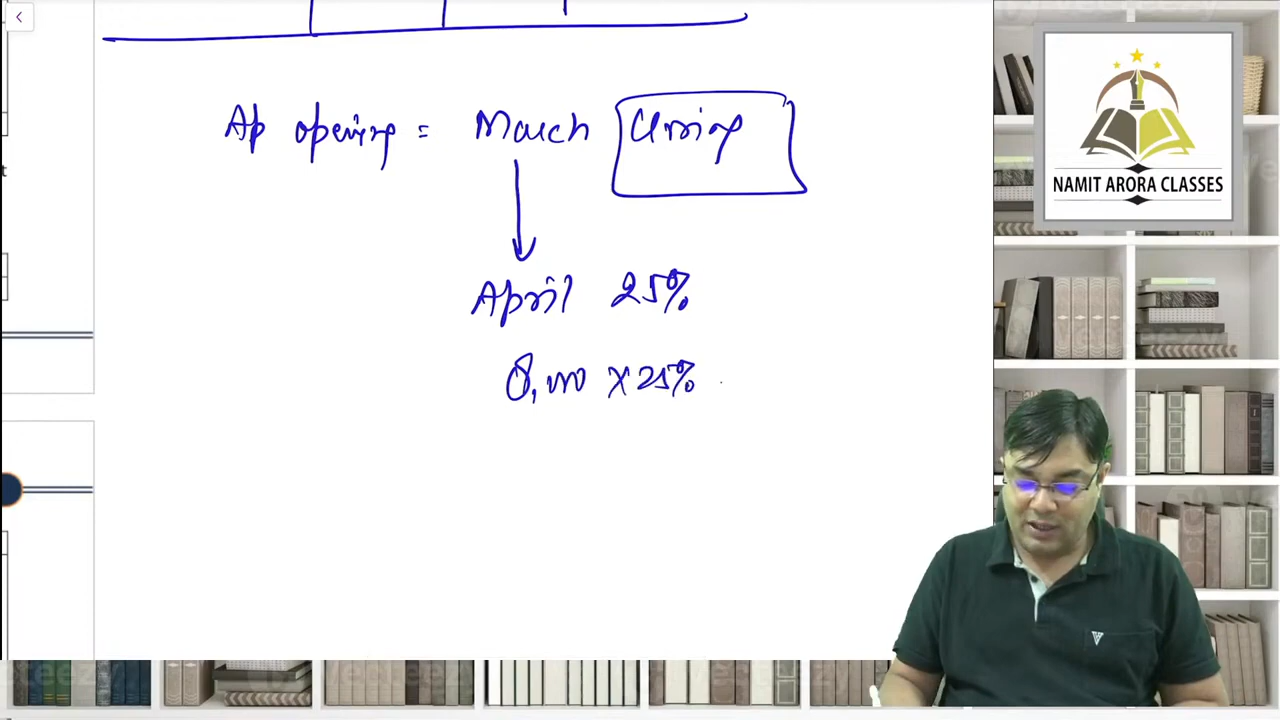 Ap opening = March closing
April 25%
8,000 × 25%
NAMIT ARORA CLASSES